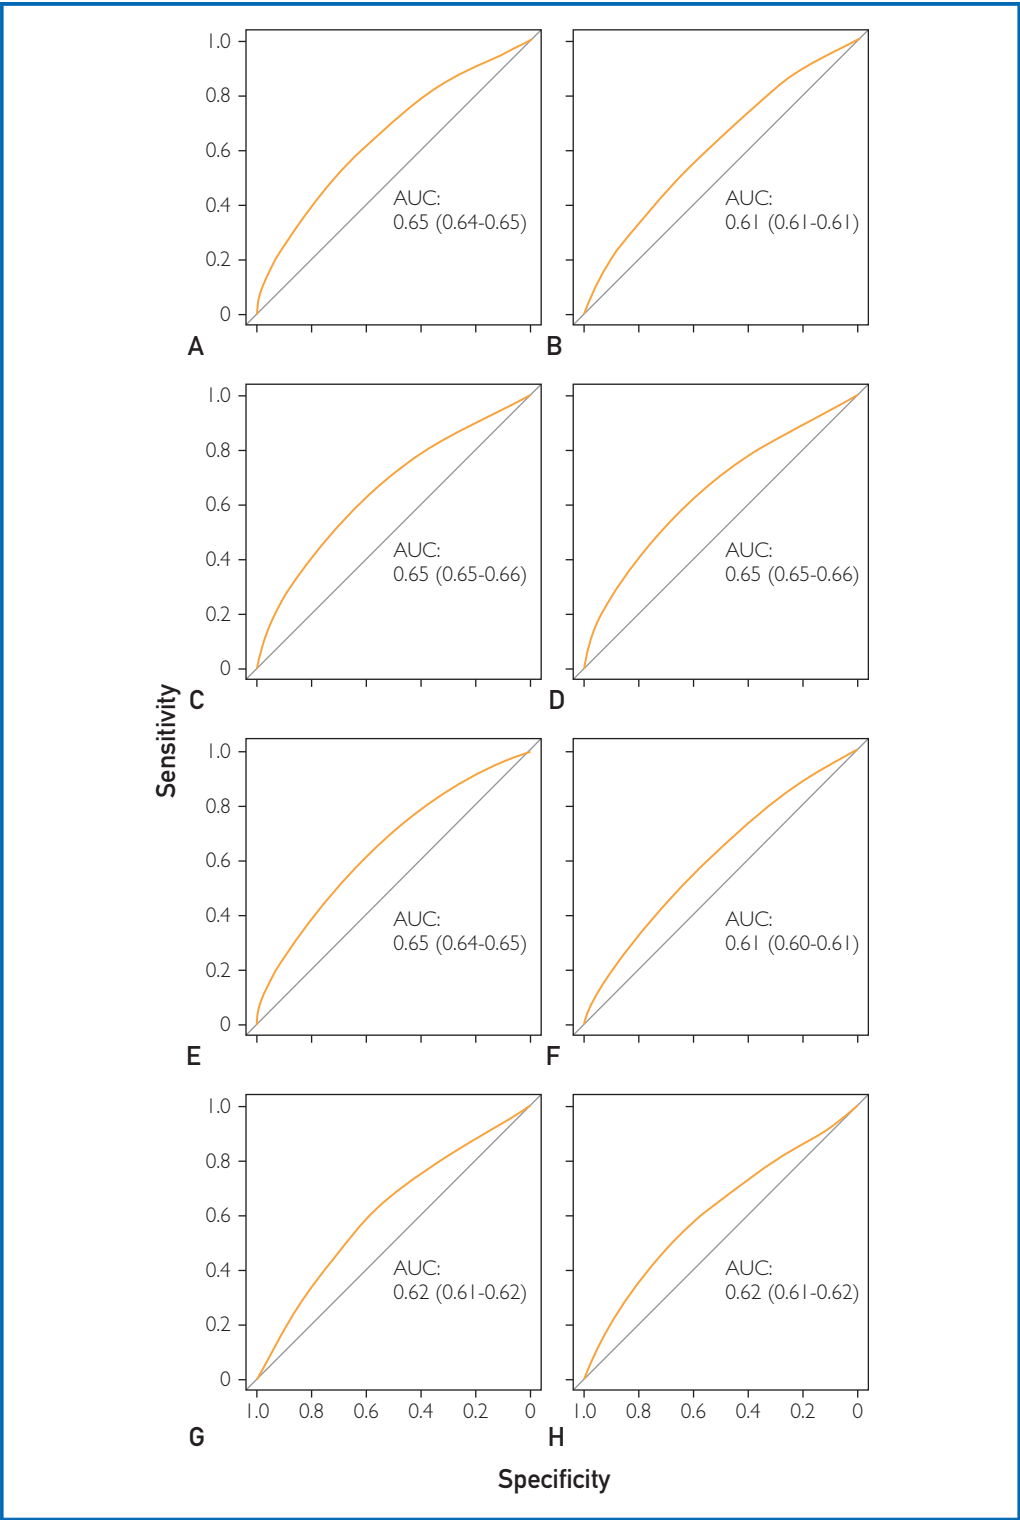 1.0
0.8
0.6
0.4
0.2
0
AUC:
0.65 (0.64-0.65)
A
AUC:
0.61 (0.61-0.61)
B
1.0
0.8
0.6
0.4
0.2
0
AUC:
0.65 (0.65-0.66)
C
AUC:
0.65 (0.65-0.66)
D
Sensitivity
1.0
0.8
0.6
0.4
0.2
0
AUC:
0.65 (0.64-0.65)
E
AUC:
0.61 (0.60-0.61)
F
1.0
0.8
0.6
0.4
0.2
0
AUC:
0.62 (0.61-0.62)
1.0 0.8 0.6 0.4 0.2 0
G
AUC:
0.62 (0.61-0.62)
1.0 0.8 0.6 0.4 0.2 0
H
Specificity